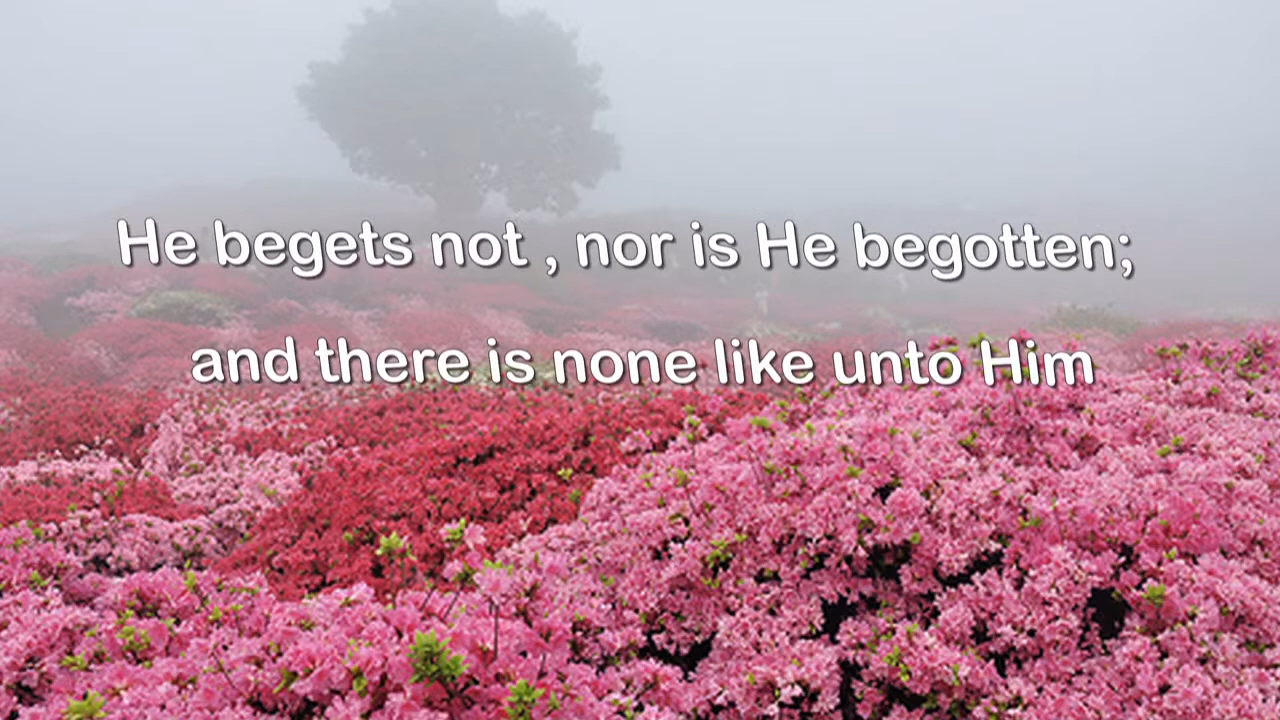 He begets not , nor is He begotten;
and there is none like unto Him